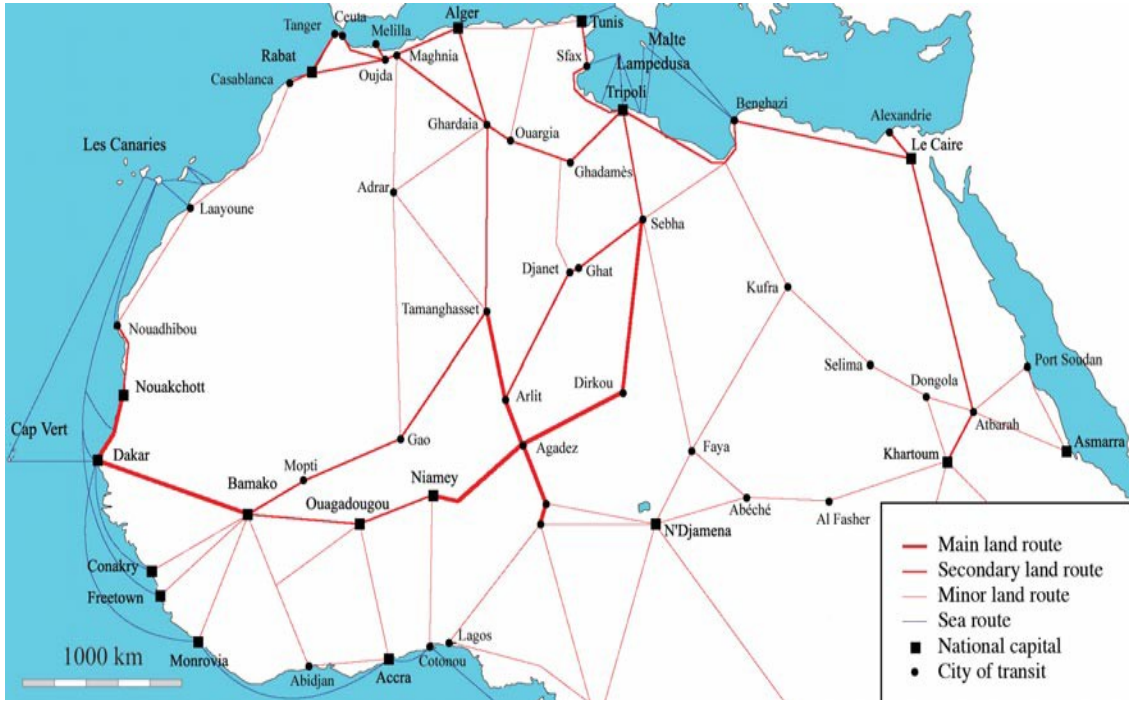 Tanger
Ceuta
Melilla
Alger
Tunis
Rabat
Oujda
Maghnia
Sfax
Malte
Lampedusa
Casablanca
Tripoli
Benghazi
Alexandrie
Le Caire
Ghardaia
Ouargia
Ghadamès
Les Canaries
Adrar
Laayoune
Sebha
Djanet
Ghat
Kufra
Tamanghasset
Nouadhibou
Selima
Port Soudan
Nouakchott
Dirkou
Dongola
Arlit
Atbarah
Cap Vert
Gao
Agadez
Faya
Asmarra
Dakar
Mopti
Niamey
Khartoum
Bamako
Ouagadougou
Abéché
Al Fasher
N'Djamena
Conakry
Freetown
Monrovia
Abidjan
Accra
Cotonou
Lagos
1000 km
Main land route
Secondary land route
Minor land route
Sea route
National capital
City of transit